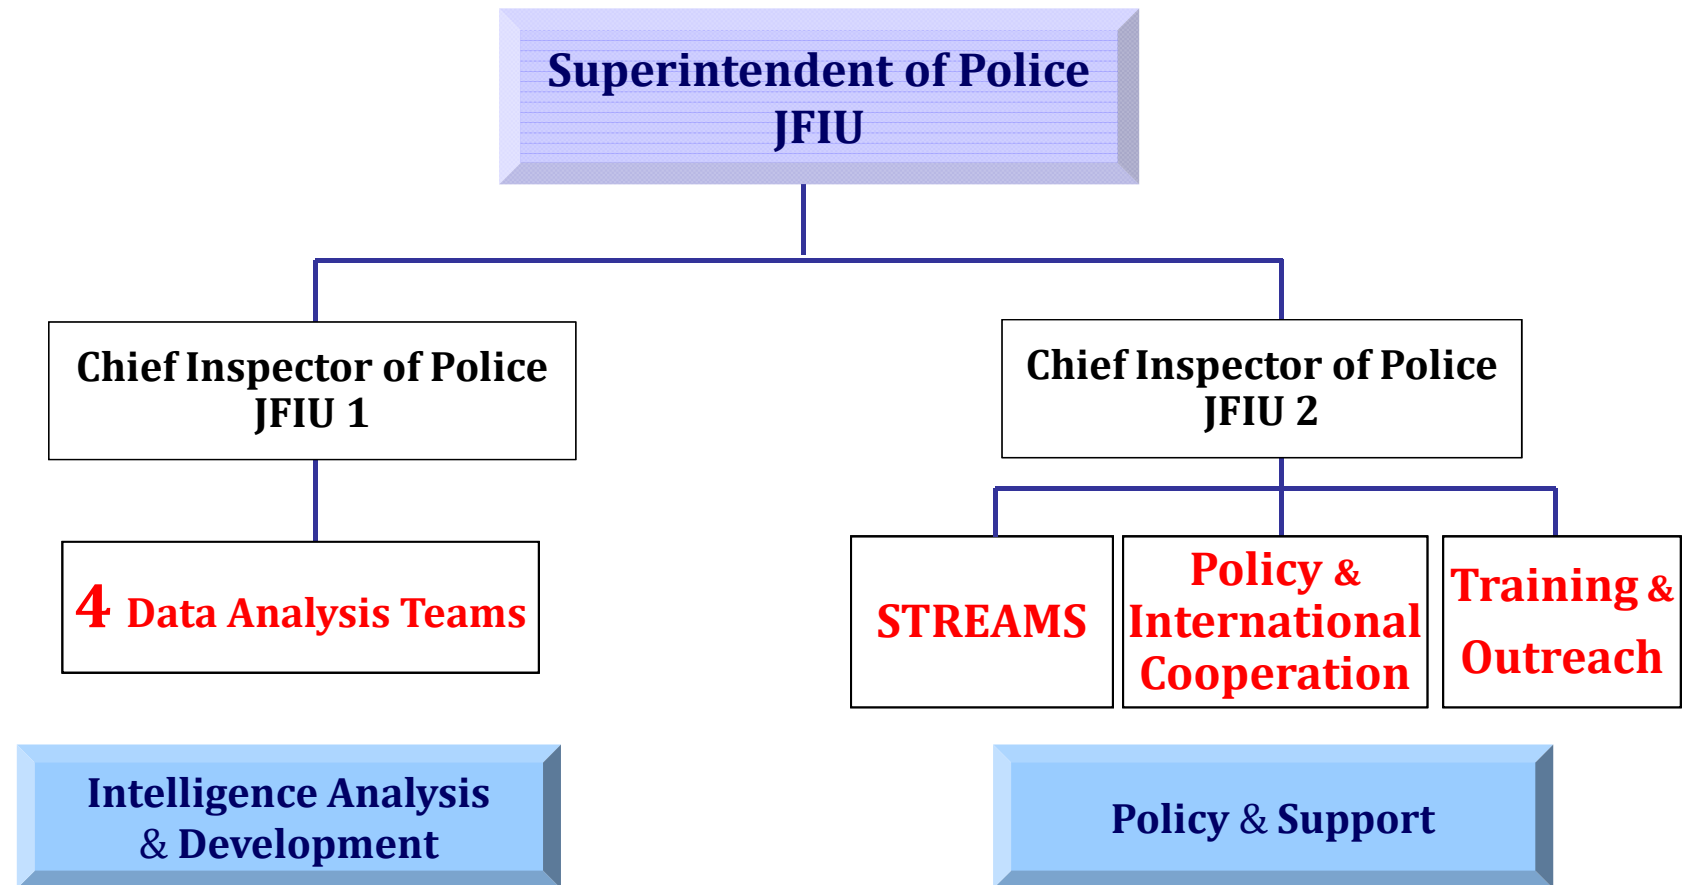 Superintendent of Police
JFIU
Chief Inspector of Police
JFIU 1
Chief Inspector of Police
JFIU 2
4 Data Analysis Teams
STREAMS
Policy &
International
Cooperation
Training &
Outreach
Intelligence Analysis
& Development
Policy & Support